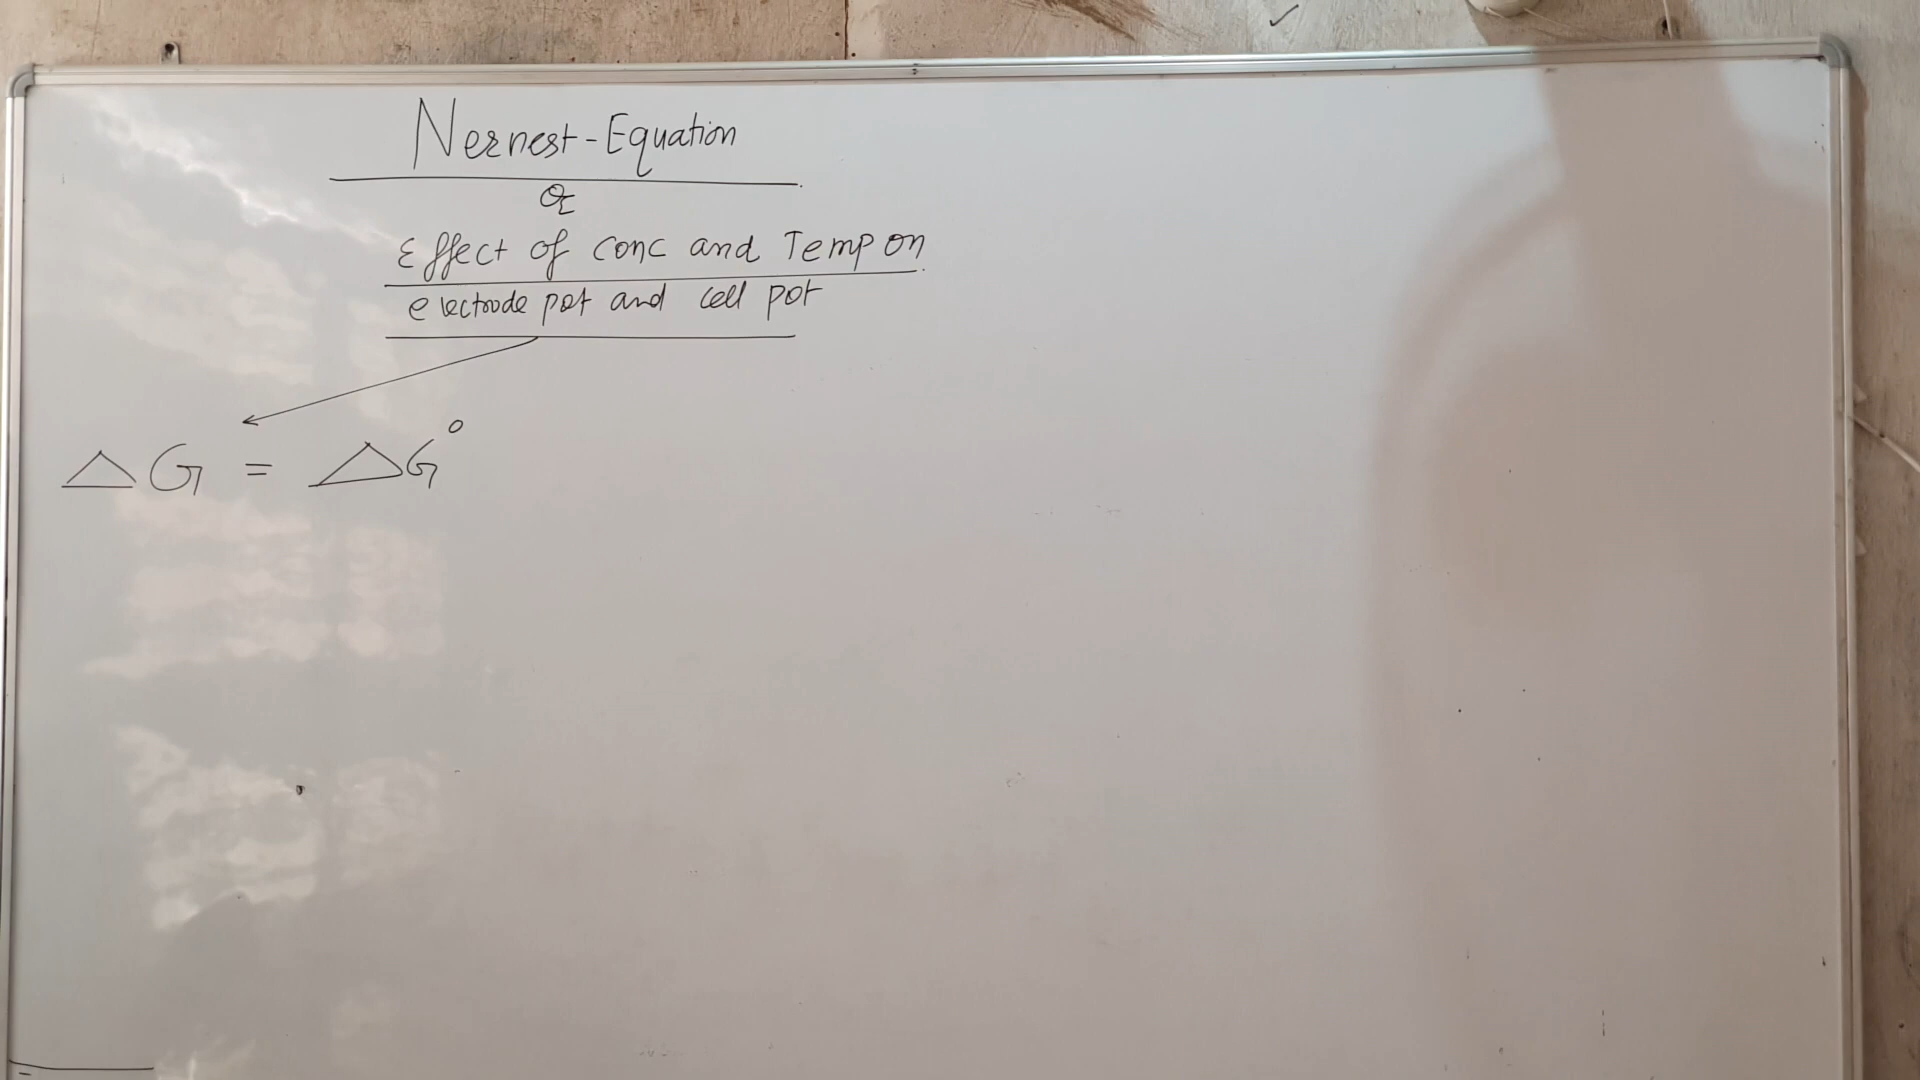 Nernest-Equation
Or
Effect of conc and Temp on
electrode pot and cell pot
△G = △G°